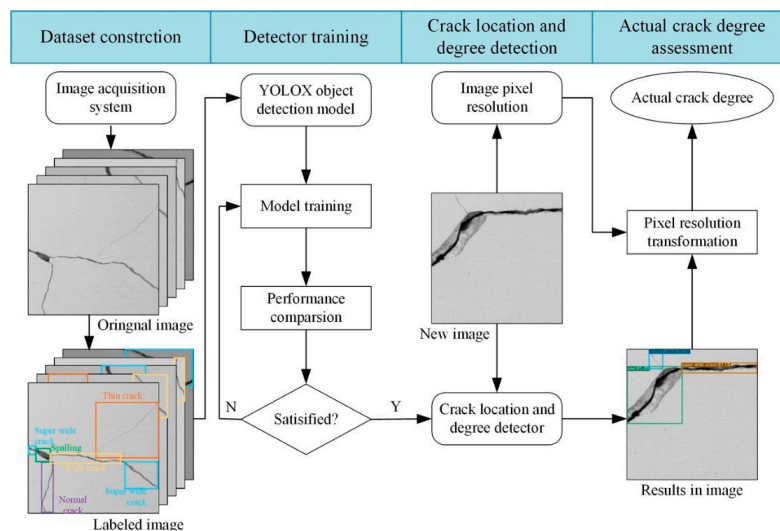 Dataset constrction
Detector training
Crack location and
degree detection
Actual crack degree
assessment
Image acquisition
system
Oringnal image
Thin crack
Super wide
crack
Spalling
Super wide
crack
Normal
crack
Labeled image
YOLOX object
detection model
Model training
Performance
comparsion
Satisified?
N
Y
Image pixel
resolution
New image
Crack location and
degree detector
Actual crack degree
Pixel resolution
transformation
Results in image